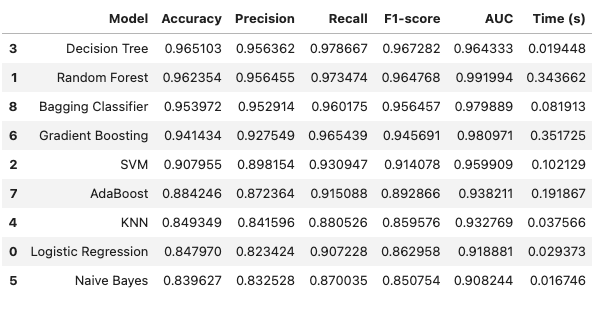 Model Accuracy Precision Recall F1-score AUC Time (s)
3 Decision Tree 0.965103 0.956362 0.978667 0.967282 0.964333 0.019448
1 Random Forest 0.962354 0.956455 0.973474 0.964768 0.991994 0.343662
8 Bagging Classifier 0.953972 0.952914 0.960175 0.956457 0.979889 0.081913
6 Gradient Boosting 0.941434 0.927549 0.965439 0.945691 0.980971 0.351725
2 SVM 0.907955 0.898154 0.930947 0.914078 0.959909 0.102129
7 AdaBoost 0.884246 0.872364 0.915088 0.892866 0.938211 0.191867
4 KNN 0.849349 0.841596 0.880526 0.859576 0.932769 0.037566
0 Logistic Regression 0.847970 0.823424 0.907228 0.862958 0.918881 0.029373
5 Naive Bayes 0.839627 0.832528 0.870035 0.850754 0.908244 0.016746